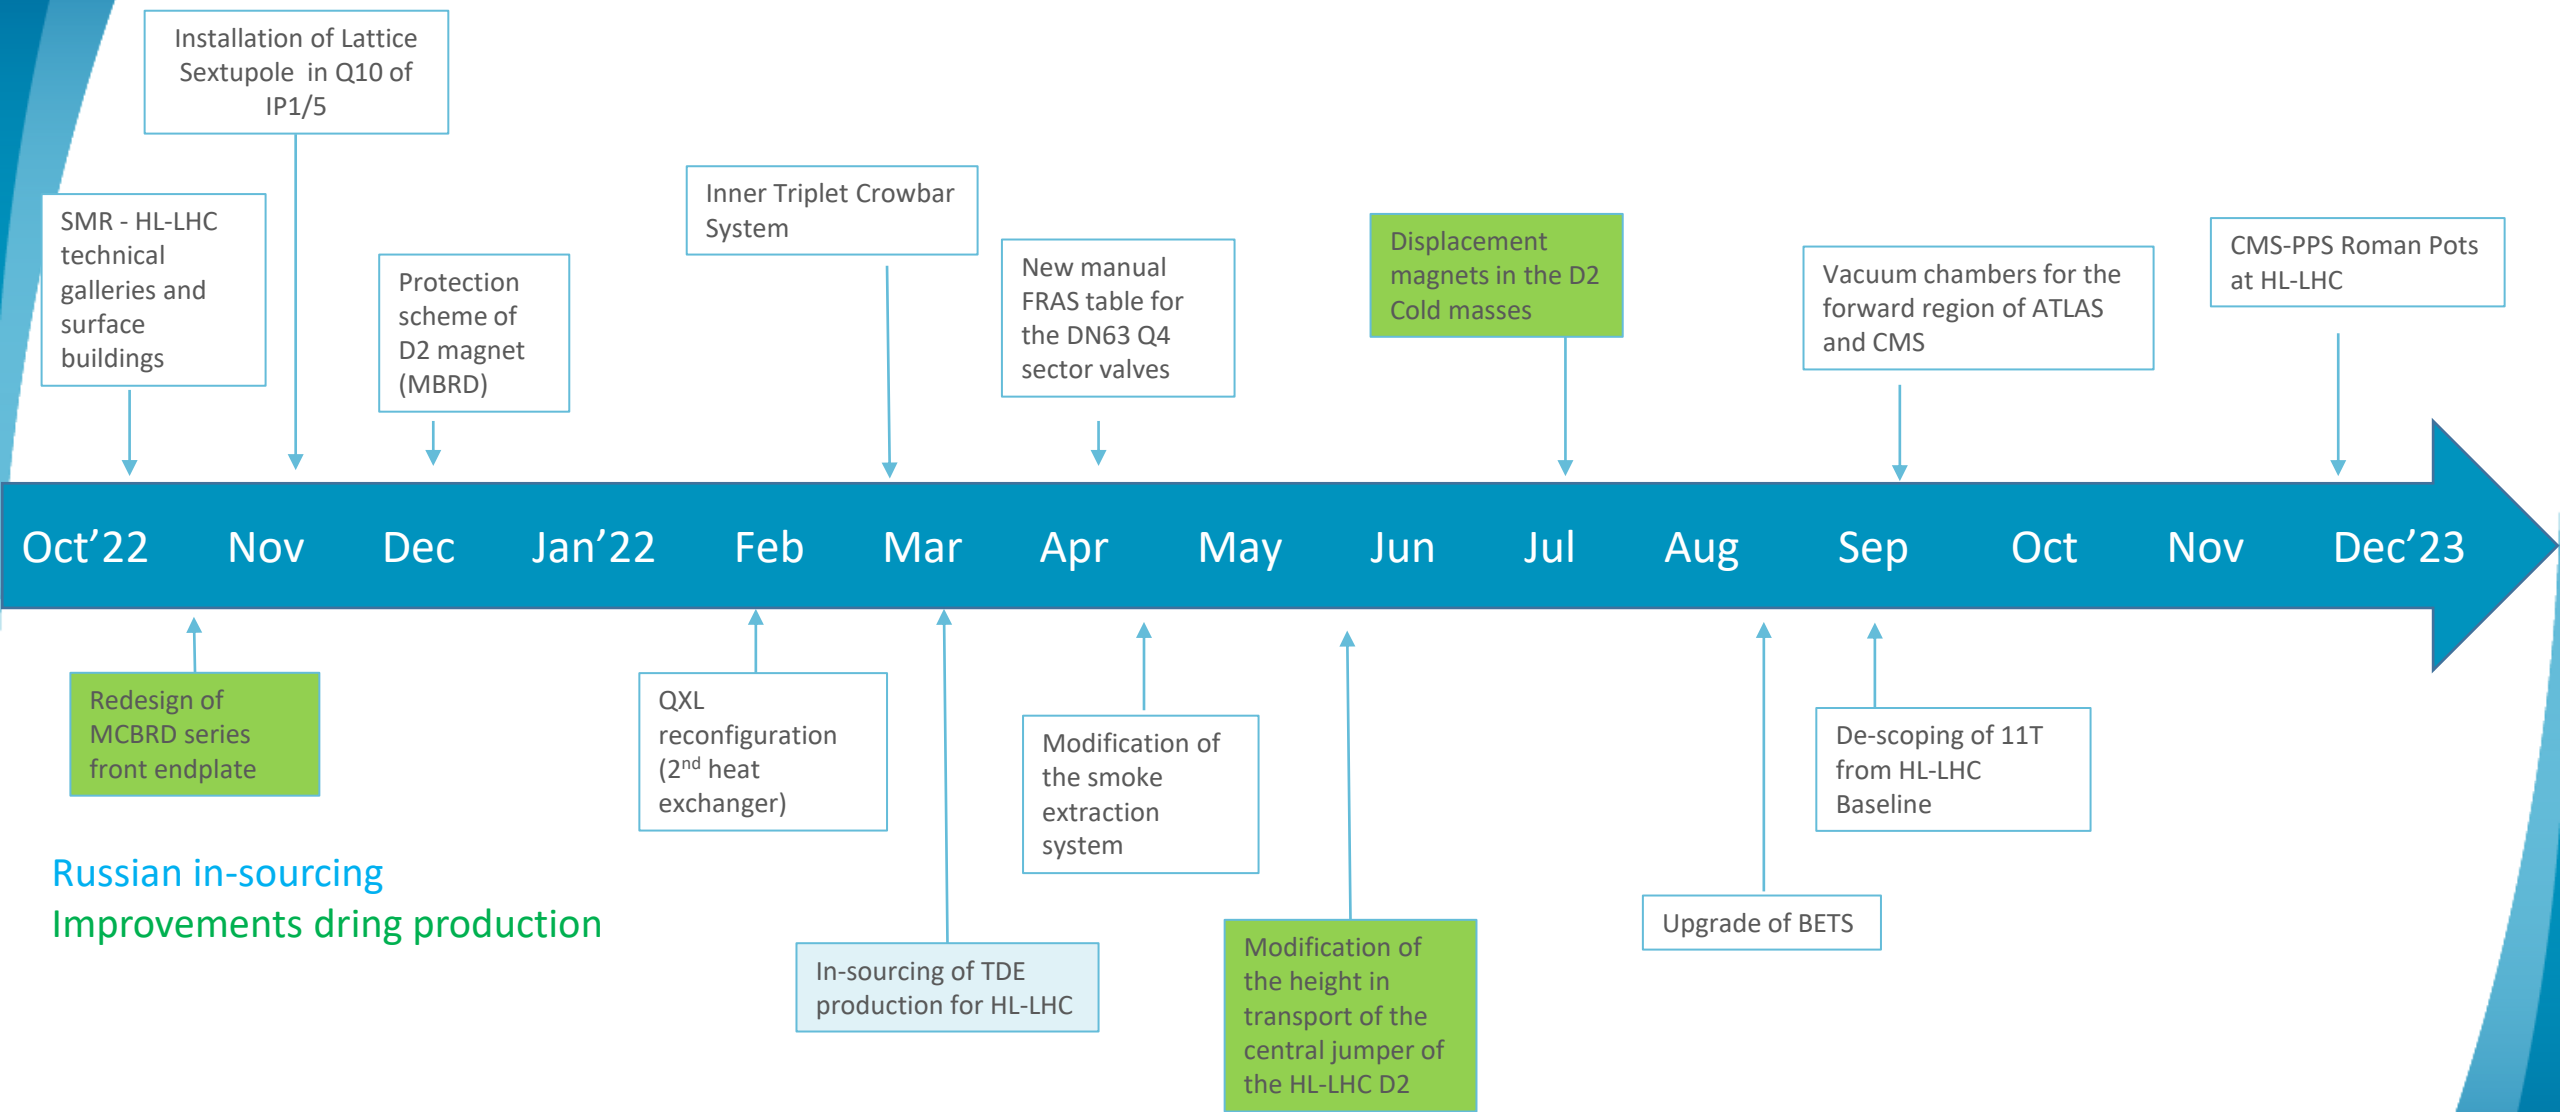 Installation of Lattice
Sextupole in Q10 of
IP1/5
SMR - HL-LHC
technical
galleries and
surface
buildings
Protection
scheme of
D2 magnet
(MBRD)
Inner Triplet Crowbar
System
New manual
FRAS table for
the DN63 Q4
sector valves
Displacement
magnets in the D2
Cold masses
Vacuum chambers for the
forward region of ATLAS
and CMS
CMS-PPS Roman Pots
at HL-LHC
Oct'22 Nov Dec Jan'22 Feb Mar Apr May Jun Jul Aug Sep Oct Nov Dec'23
Redesign of
MCBRD series
front endplate
QXL
reconfiguration
(2nd heat
exchanger)
Modification of
the smoke
extraction
system
De-scoping of 11T
from HL-LHC
Baseline
Russian in-sourcing
Improvements dring production
In-sourcing of TDE
production for HL-LHC
Modification of
the height in
transport of the
central jumper of
the HL-LHC D2
Upgrade of BETS